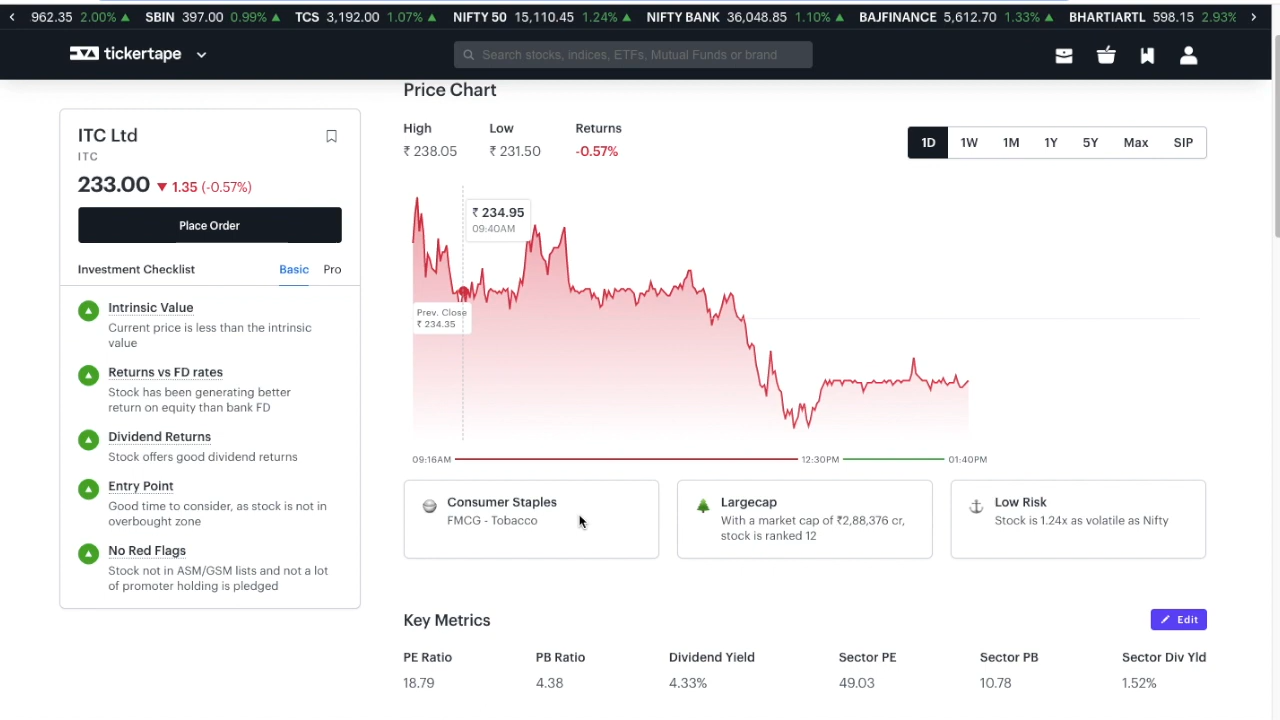 962.35 2.00% SBIN 397.00 0.99% TCS 3,192.00 1.07% NIFTY 50 15,110.45 1.24% NIFTY BANK 36,048.85 1.10% BAJFINANCE 5,612.70 1.33% BHARTIARTL 598.15 2.93%
tickertape
Search stocks, indices, ETFs, Mutual Funds or brand
ITC Ltd
ITC
233.00 ▼ 1.35 (-0.57%)
Place Order
Investment Checklist Basic Pro
Intrinsic Value
Current price is less than the intrinsic
value
Returns vs FD rates
Stock has been generating better
return on equity than bank FD
Dividend Returns
Stock offers good dividend returns
Entry Point
Good time to consider, as stock is not in
overbought zone
No Red Flags
Stock not in ASM/GSM lists and not a lot
of promoter holding is pledged
Price Chart
High Low Returns
₹ 238.05 ₹ 231.50 -0.57%
1D 1W 1M 1Y 5Y Max SIP
₹ 234.95
09:40AM
Prev. Close
₹ 234.35
09:16AM 12:30PM 01:40PM
Consumer Staples
FMCG - Tobacco
Largecap
With a market cap of ₹2,88,376 cr,
stock is ranked 12
Low Risk
Stock is 1.24x as volatile as Nifty
Key Metrics
Edit
PE Ratio PB Ratio Dividend Yield Sector PE Sector PB Sector Div Yld
18.79 4.38 4.33% 49.03 10.78 1.52%